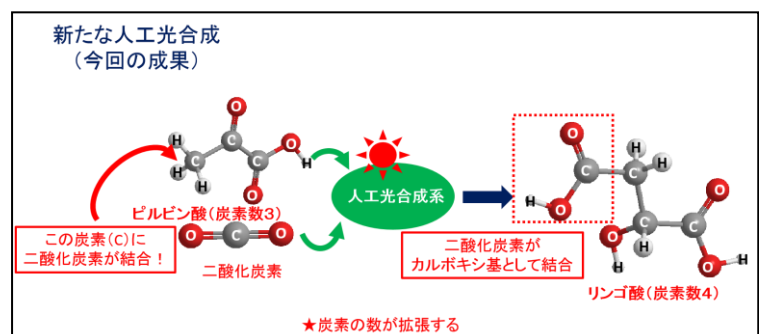 新たな人工光合成
(今回の成果)
O
H
C
O
H
C
C
H
H
O
ピルビン酸(炭素数3)
O
C
O
二酸化炭素
この炭素(C)に
二酸化炭素が結合!
人工光合成系
O
C
H
C
H
H
O
O
C
C
O
H
H
O
H
二酸化炭素が
カルボキシ基として結合
リンゴ酸(炭素数4)
★炭素の数が拡張する